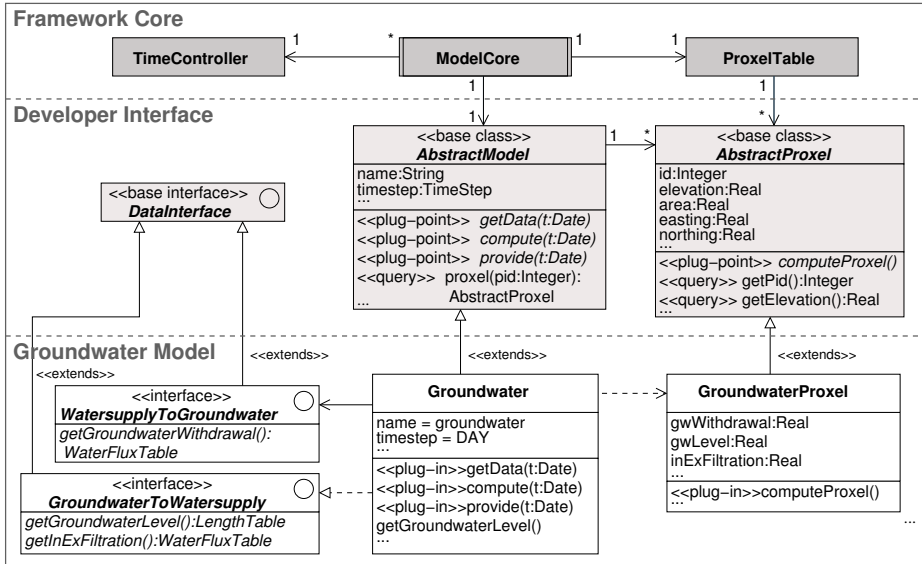 Framework Core
1
*
1
1
TimeController
ModelCore
ProxelTable
1
1
Developer Interface
1
*
<<base class>>
AbstractModel
name:String
timestep:TimeStep
...
<<plug-point>> getData(t:Date)
<<plug-point>> compute(t:Date)
<<plug-point>> provide(t:Date)
<<query>> proxel(pid:Integer):
... AbstractProxel
1
*
<<base class>>
AbstractProxel
id:Integer
elevation:Real
area:Real
easting:Real
northing:Real
...
<<plug-point>> computeProxel()
<<query>> getPid():Integer
<<query>> getElevation():Real
...
<<base interface>>
DataInterface
Groundwater Model
<<extends>>
<<extends>>
<<extends>>
<<extends>>
<<interface>>
WatersupplyToGroundwater
getGroundwaterWithdrawal():
WaterFluxTable
<<interface>>
GroundwaterToWatersupply
getGroundwaterLevel():LengthTable
getInExFiltration():WaterFluxTable
Groundwater
name = groundwater
timestep = DAY
...
<<plug-in>>getData(t:Date)
<<plug-in>>compute(t:Date)
<<plug-in>>provide(t:Date)
getGroundwaterLevel()
...
GroundwaterProxel
gwWithdrawal:Real
gwLevel:Real
inExFiltration:Real
...
<<plug-in>>computeProxel()
...
...